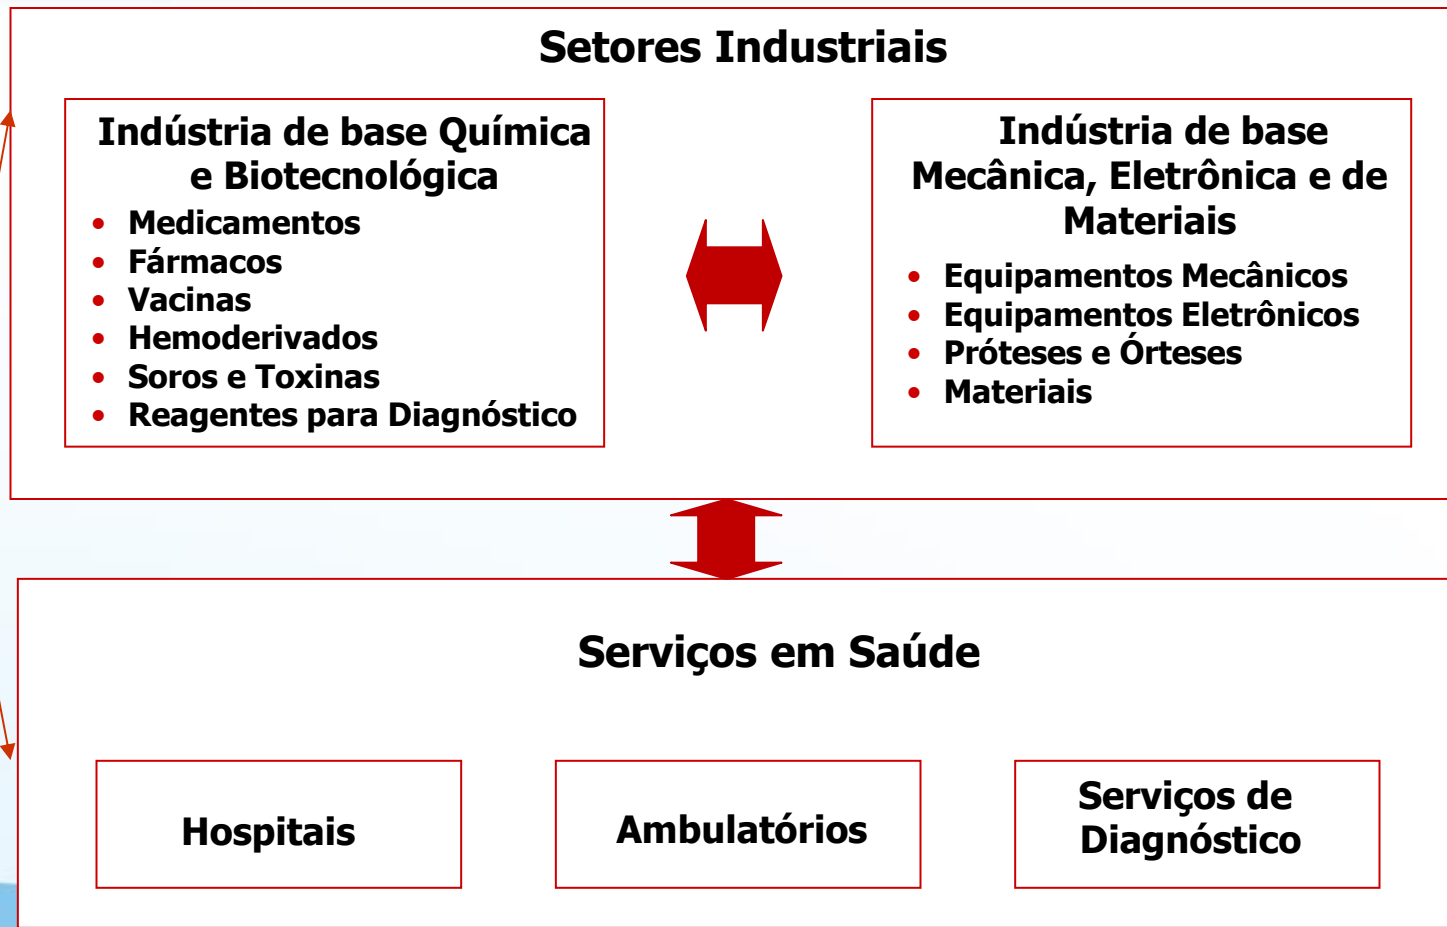 Setores Industriais
Indústria de base Química
e Biotecnológica
• Medicamentos
• Fármacos
• Vacinas
• Hemoderivados
• Soros e Toxinas
• Reagentes para Diagnóstico
Indústria de base
Mecânica, Eletrônica e de
Materiais
• Equipamentos Mecânicos
• Equipamentos Eletrônicos
• Próteses e Órteses
• Materiais
Serviços em Saúde
Hospitais
Ambulatórios
Serviços de
Diagnóstico